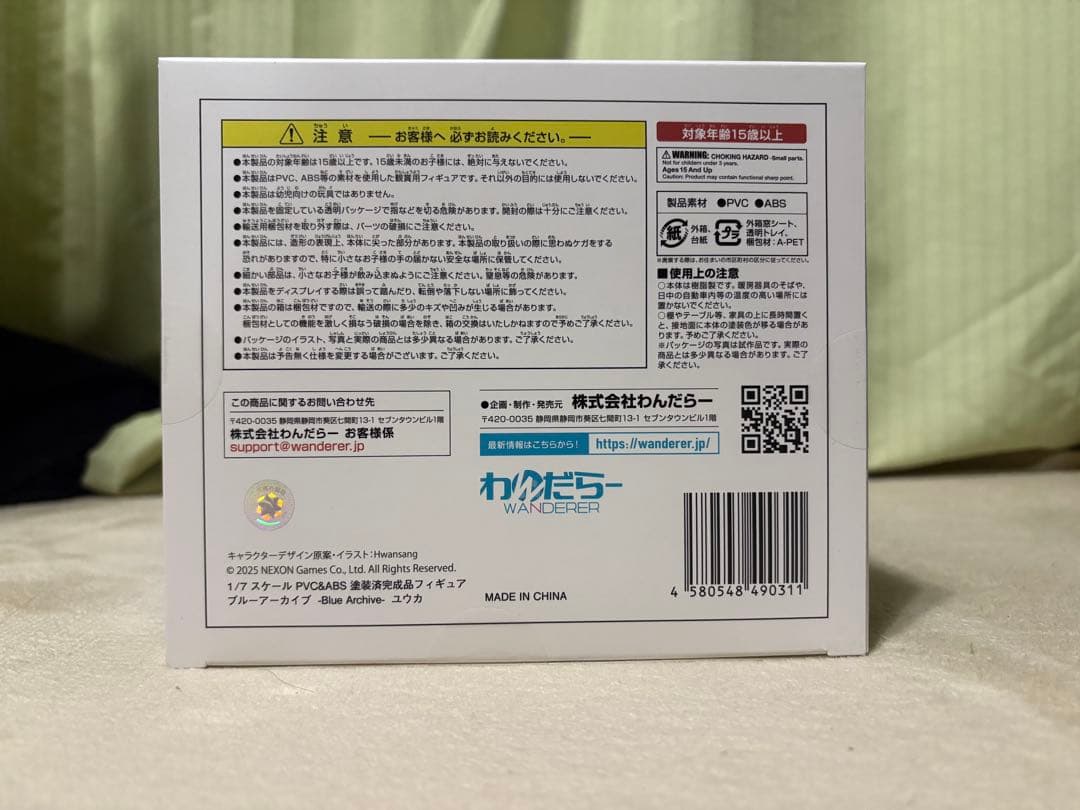 注意 ― お客様へ 必ずお読みください。―
●本製品の対象年齢は15歳以上です。15歳未満のお子様には、絶対に与えないでください。
●本製品はPVC、ABS等の素材を使用した観賞用フィギュアです。それ以外の目的には使用しないでください。
●本製品は幼児向けの玩具ではありません。
●本製品を固定している透明パッケージで指などを切る危険があります。開封の際は十分にご注意ください。
●輸送用梱包材を取り外す際は、パーツの破損にご注意ください。
●本製品には、造形の表現上、本体に尖った部分があります。本製品の取り扱いの際に思わぬケガをする
恐れがありますので、特に小さなお子様の手の届かない安全な場所に保管してください。
●細かい部品は、小さなお子様が飲み込まぬようにご注意ください。窒息等の危険があります。
●本製品をディスプレイする際は誤って踏んだり、転倒や落下しない場所に飾ってください。
●本製品の箱は梱包材ですので、輸送の際に多少のキズや凹みが生じる場合があります。
梱包材としての機能を激しく損なう破損の場合を除き、箱の交換はいたしかねますので予めご了承ください。
●パッケージのイラスト、写真と実際の商品とは多少異なる場合があります。ご了承ください。
●本製品は予告無く仕様を変更する場合がございます。ご了承ください。
対象年齢15歳以上
WARNING: CHOKING HAZARD -Small parts.
Not for children under 3 years.
Ages 15 And Up
Caution: Product may contain functional sharp point.
製品素材 ●PVC ●ABS
紙 外箱、台紙
プラ 外箱窓シート、透明トレイ、梱包材:A-PET
※廃棄する際は、お住まいの市区町村の区分に従ってください。
■使用上の注意
○本体は樹脂製です。暖房器具のそばや、
日中の自動車内等の温度の高い場所には
置かないでください。
○棚やテーブル等、家具の上に長時間置く
と、接地面に本体の塗装色が移る場合があ
ります。予めご了承ください。
※パッケージの写真は試作品です。実際の
商品とは多少異なる場合があります。ご了
承ください。
この商品に関するお問い合わせ先
〒420-0035 静岡県静岡市葵区七間町13-1 セブンタウンビル1階
株式会社わんだらー お客様係
support@wanderer.jp
●企画・制作・発売元 株式会社わんだらー
〒420-0035 静岡県静岡市葵区七間町13-1 セブンタウンビル1階
最新情報はこちらから! https://wanderer.jp/
わんだらー
WANDERER
キャラクターデザイン原案・イラスト:Hwansang
© 2025 NEXON Games Co., Ltd. All Rights Reserved.
1/7 スケール PVC&ABS 塗装済完成品フィギュア
ブルーアーカイブ -Blue Archive- ユウカ
MADE IN CHINA
4 580548 490311